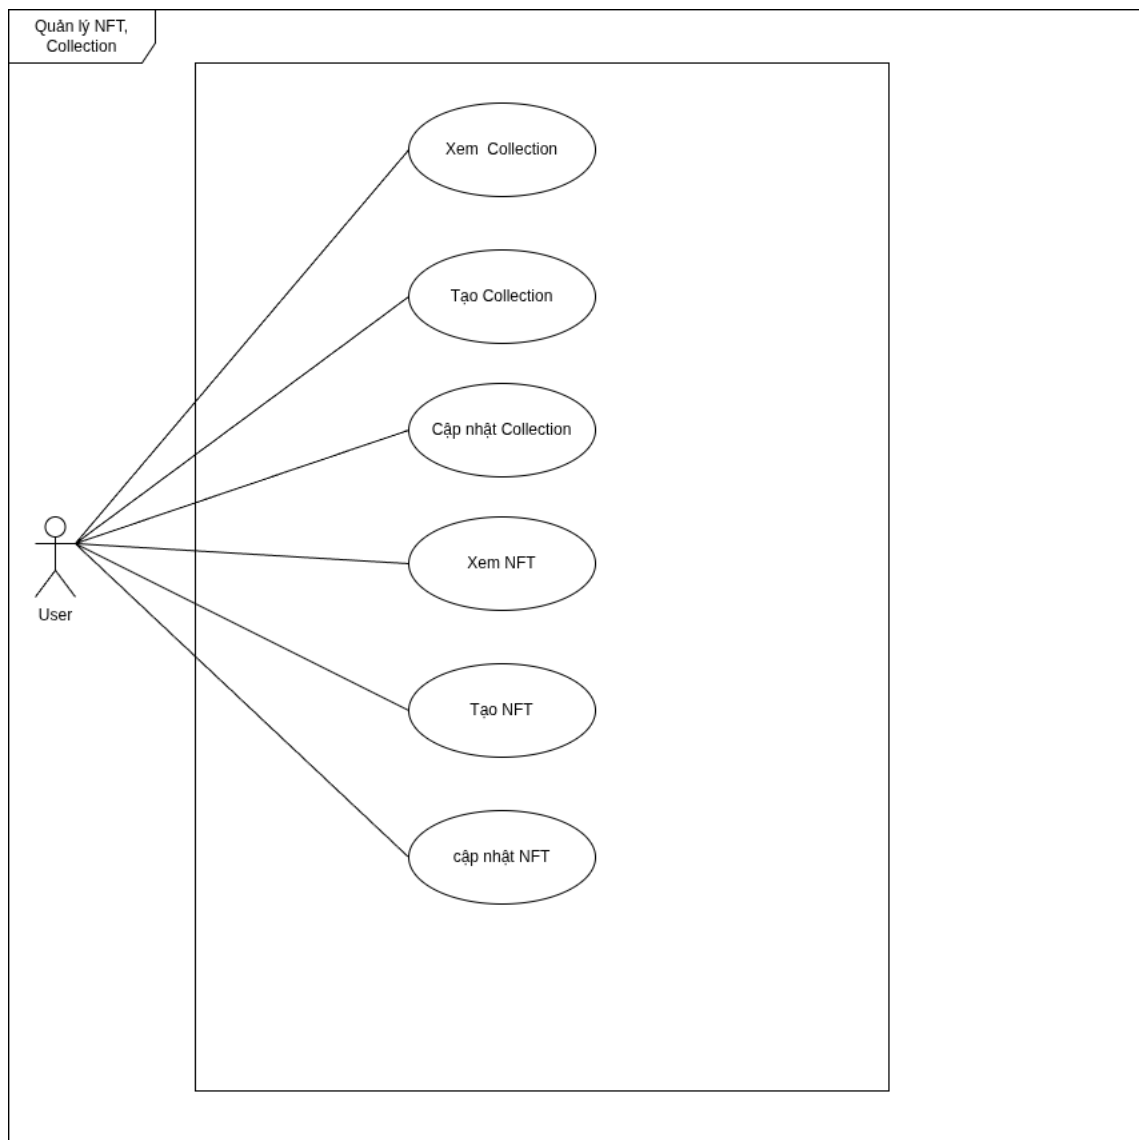 Quản lý NFT,
Collection
Xem Collection
Tạo Collection
Cập nhật Collection
Xem NFT
User
Tạo NFT
cập nhật NFT